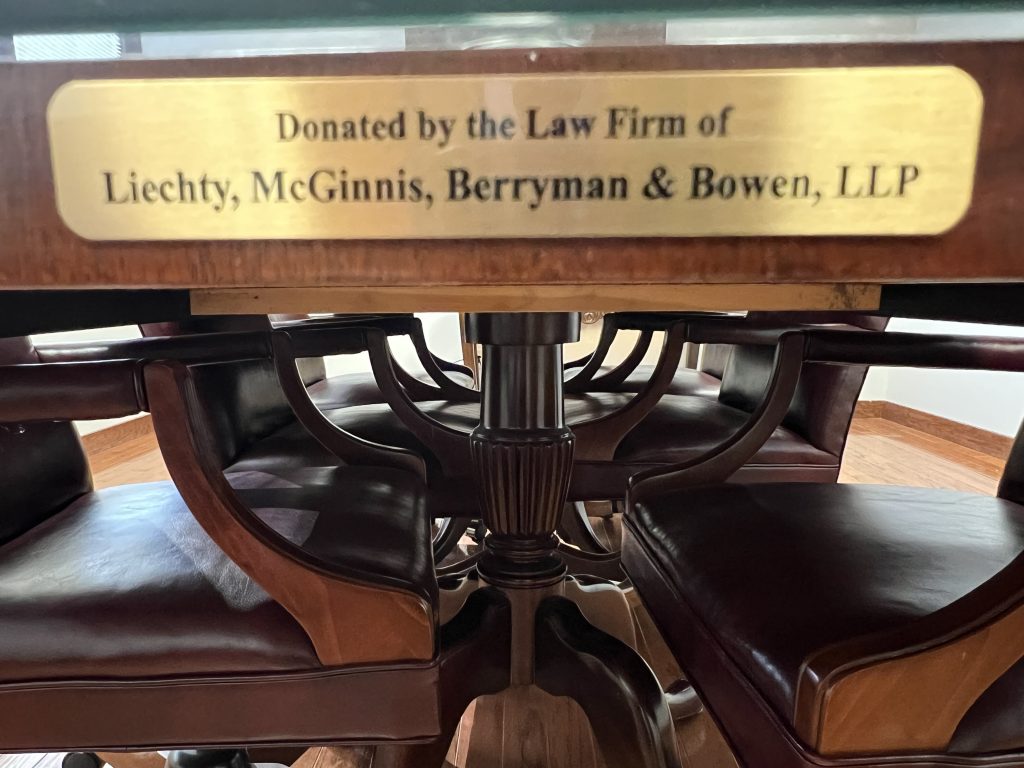 Donated by the Law Firm of
Liechty, McGinnis, Berryman & Bowen, LLP